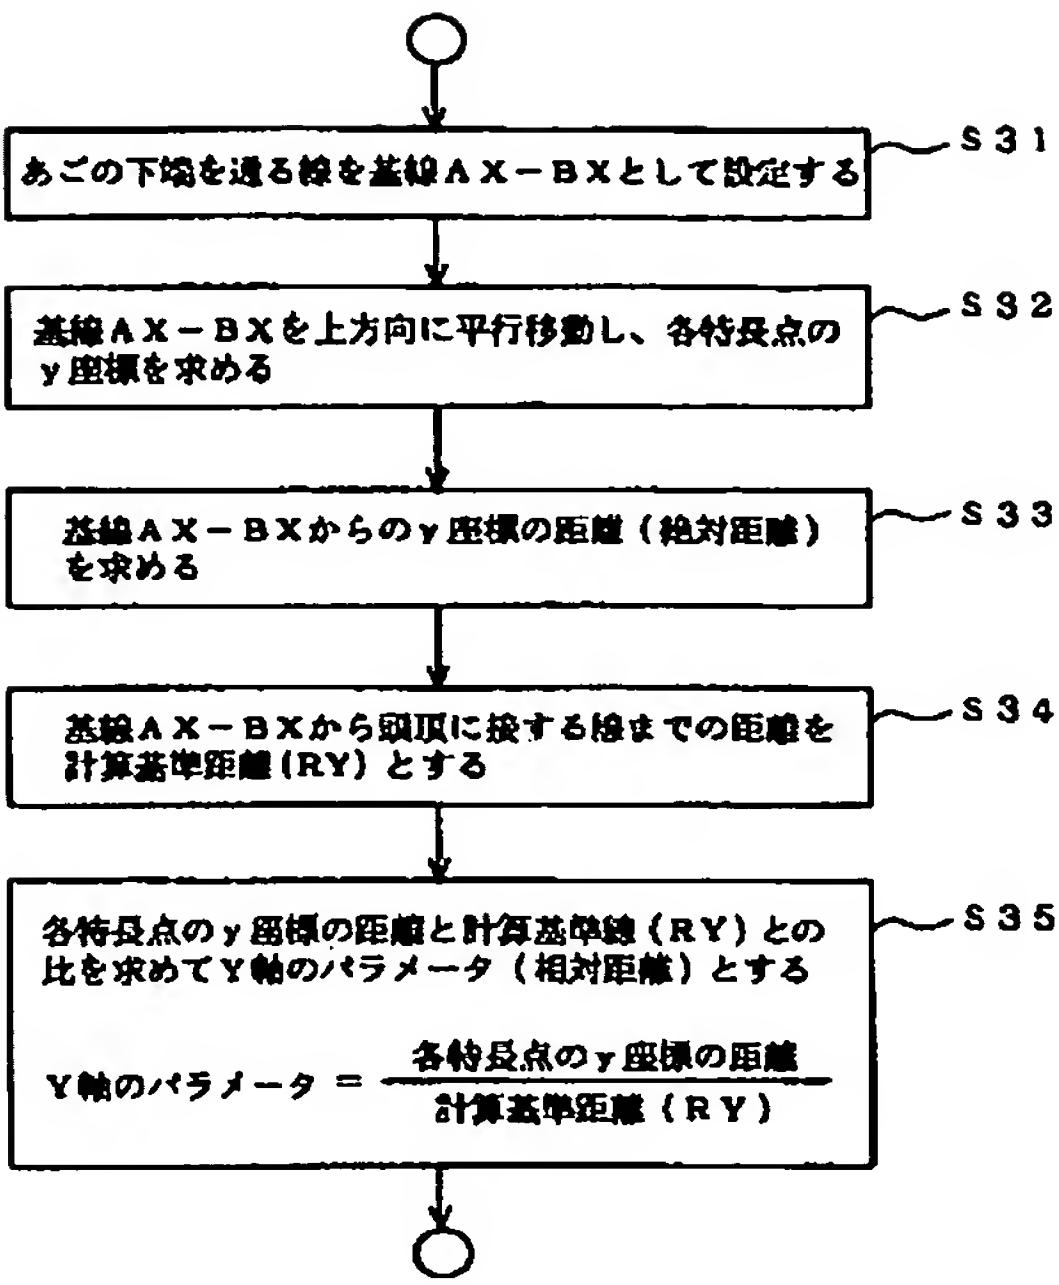 S31
あごの下端を通る線を基線AX-BXとして設定する
S32
基線AX-BXを上方向に平行移動し、各特長点の
y座標を求める
S33
基線AX-BXからのy座標の距離(絶対距離)
を求める
S34
基線AX-BXから頭頂に接する線までの距離を
計算基準距離(RY)とする
S35
各特長点のy座標の距離と計算基準線(RY)との
比を求めてY軸のパラメータ(相対距離)とする
各特長点のy座標の距離
Y軸のパラメータ =
計算基準距離(RY)